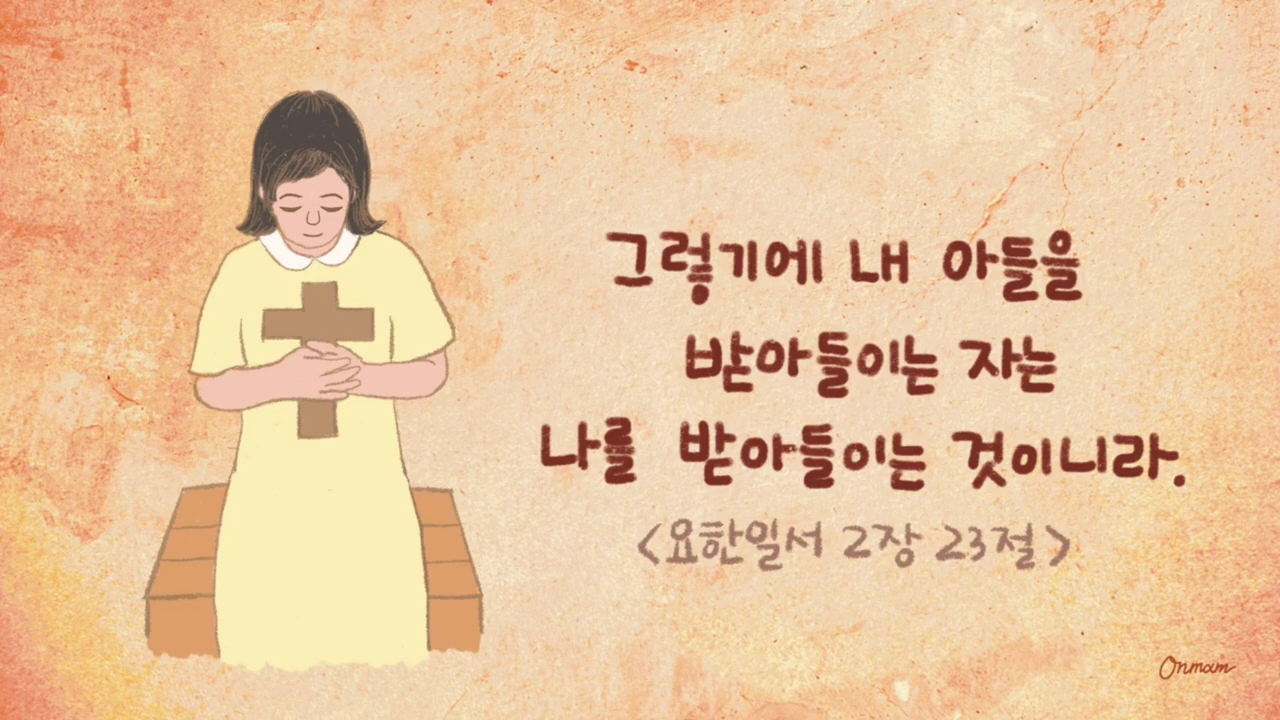 그렇기에 내 아들을
받아들이는 자는
나를 받아들이는 것이니라.
<요한일서 2장 23절>
Onmam